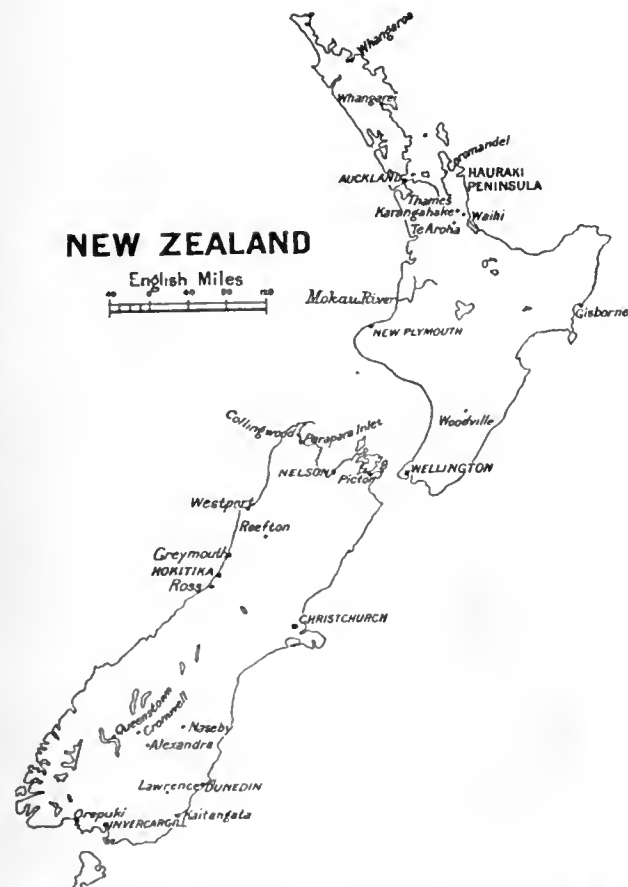 Whangaroa
Whangarei
Coromandel
AUCKLAND
HAURAKI
PENINSULA
Thames
Karangahake
Waihi
Te Aroha
NEW ZEALAND
English Miles
Mokau River
Gisborne
NEW PLYMOUTH
Woodville
Collingwood
Parapara Inlet
NELSON
Picton
WELLINGTON
Westport
Reefton
Greymouth
HOKITIKA
Ross
CHRISTCHURCH
Queenstown
Cromwell
Naseby
Alexandra
Lawrence
DUNEDIN
Orepuki
INVERCARGILL
Kaitangata